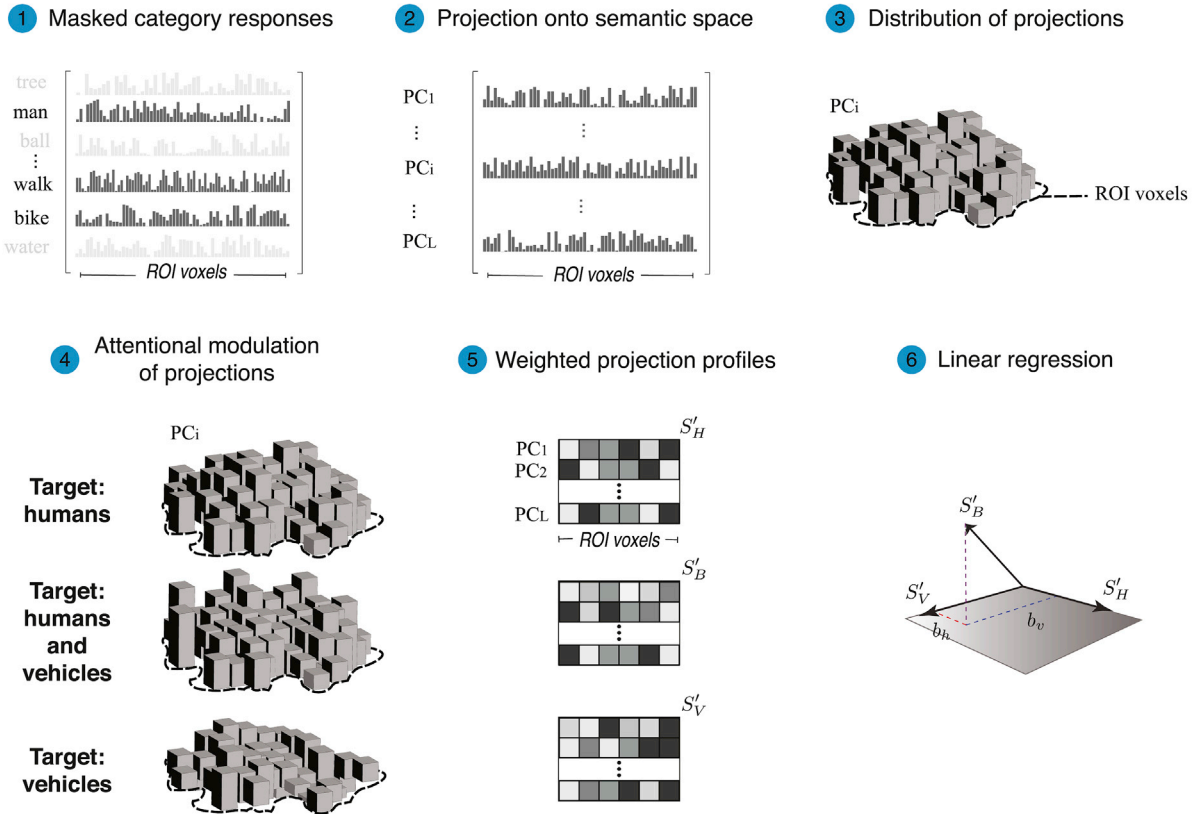 1 Masked category responses
tree
man
ball
⋮
walk
bike
water
ROI voxels
2 Projection onto semantic space
PC1
⋮ ⋮
PCi
⋮ ⋮
PCL
ROI voxels
3 Distribution of projections
PCi
ROI voxels
4 Attentional modulation
of projections
PCi
Target:
humans
Target:
humans
and
vehicles
Target:
vehicles
5 Weighted projection profiles
S′H
PC1
PC2
⋮
PCL
ROI voxels
S′B
⋮
S′V
⋮
6 Linear regression
S′B
S′V
S′H
bh
bv